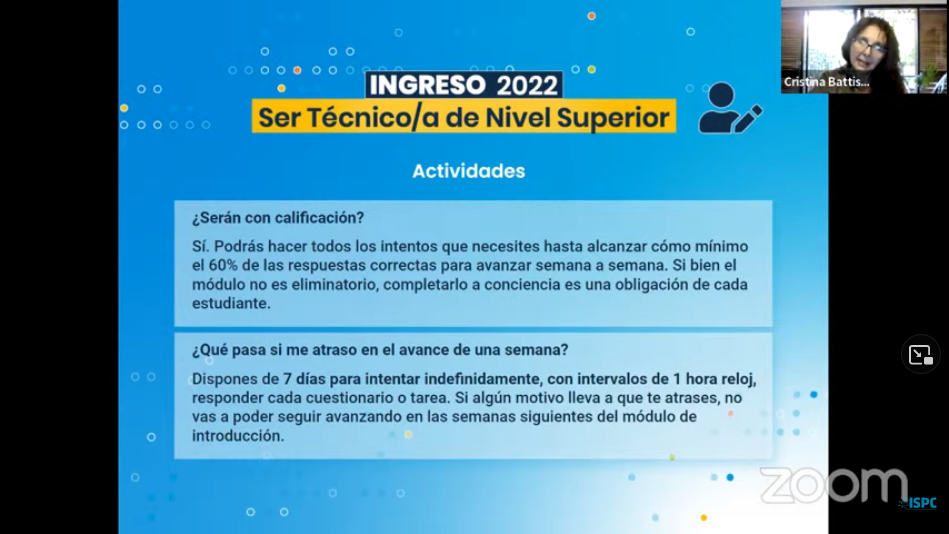 INGRESO 2022
Ser Técnico/a de Nivel Superior
Cristina Battis...
Actividades
¿Serán con calificación?
Sí. Podrás hacer todos los intentos que necesites hasta alcanzar cómo mínimo
el 60% de las respuestas correctas para avanzar semana a semana. Si bien el
módulo no es eliminatorio, completarlo a conciencia es una obligación de cada
estudiante.
¿Qué pasa si me atraso en el avance de una semana?
Dispones de 7 días para intentar indefinidamente, con intervalos de 1 hora reloj,
responder cada cuestionario o tarea. Si algún motivo lleva a que te atrases, no
vas a poder seguir avanzando en las semanas siguientes del módulo de
introducción.
zoom
ISPC